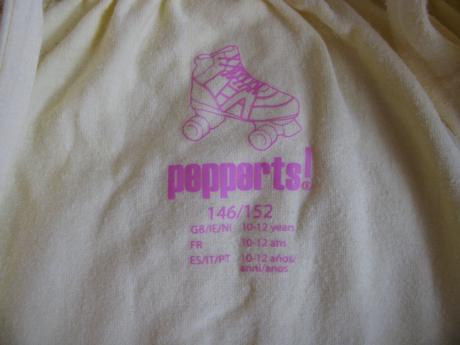 pepperts!®
146/152
GB/IE/NI 10-12 years
FR 10-12 ans
ES/IT/PT 10-12 años/
anni/anos